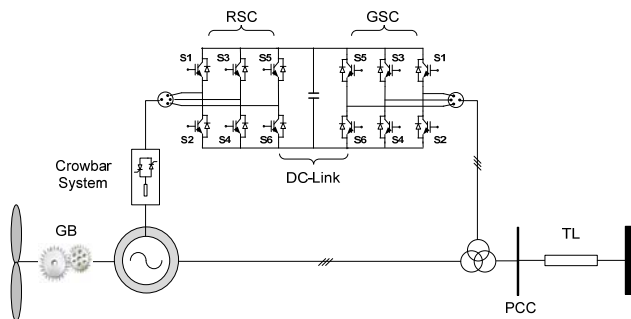 RSC
GSC
S1
S3
S5
S5
S3
S1
S2
S4
S6
S6
S4
S2
DC-Link
Crowbar
System
GB
TL
PCC